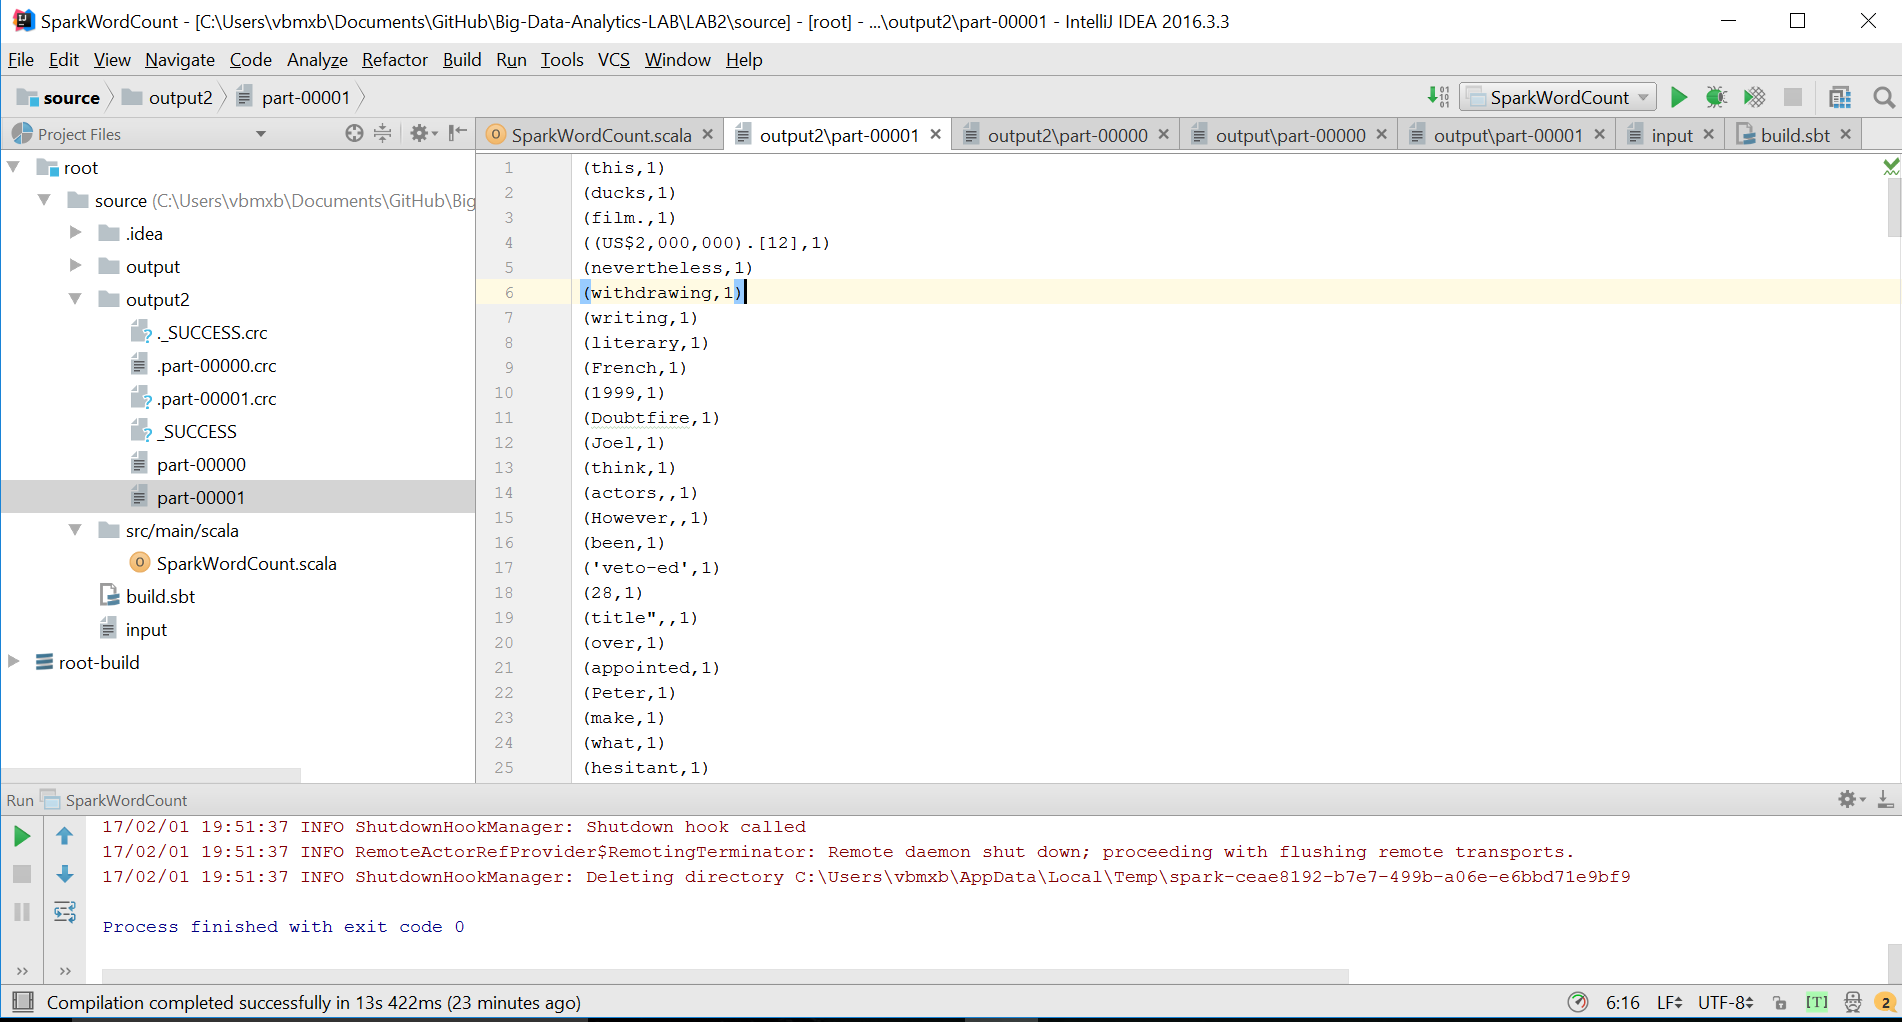 SparkWordCount - [C:\Users\vbmxb\Documents\GitHub\Big-Data-Analytics-LAB\LAB2\source] - [root] - ...\output2\part-00001 - IntelliJ IDEA 2016.3.3
File Edit View Navigate Code Analyze Refactor Build Run Tools VCS Window Help
source output2 part-00001 SparkWordCount
Project Files
SparkWordCount.scala output2\part-00001 output2\part-00000 output\part-00000 output\part-00001 input build.sbt
root
source (C:\Users\vbmxb\Documents\GitHub\Big
.idea
output
output2
._SUCCESS.crc
.part-00000.crc
.part-00001.crc
_SUCCESS
part-00000
part-00001
src/main/scala
SparkWordCount.scala
build.sbt
input
root-build
1 (this,1)
2 (ducks,1)
3 (film.,1)
4 ((US$2,000,000).[12],1)
5 (nevertheless,1)
6 (withdrawing,1)
7 (writing,1)
8 (literary,1)
9 (French,1)
10 (1999,1)
11 (Doubtfire,1)
12 (Joel,1)
13 (think,1)
14 (actors,,1)
15 (However,,1)
16 (been,1)
17 ('veto-ed',1)
18 (28,1)
19 (title",,1)
20 (over,1)
21 (appointed,1)
22 (Peter,1)
23 (make,1)
24 (what,1)
25 (hesitant,1)
Run SparkWordCount
17/02/01 19:51:37 INFO ShutdownHookManager: Shutdown hook called
17/02/01 19:51:37 INFO RemoteActorRefProvider$RemotingTerminator: Remote daemon shut down; proceeding with flushing remote transports.
17/02/01 19:51:37 INFO ShutdownHookManager: Deleting directory C:\Users\vbmxb\AppData\Local\Temp\spark-ceae8192-b7e7-499b-a06e-e6bbd71e9bf9
Process finished with exit code 0
Compilation completed successfully in 13s 422ms (23 minutes ago) 6:16 LF UTF-8 [T] 2